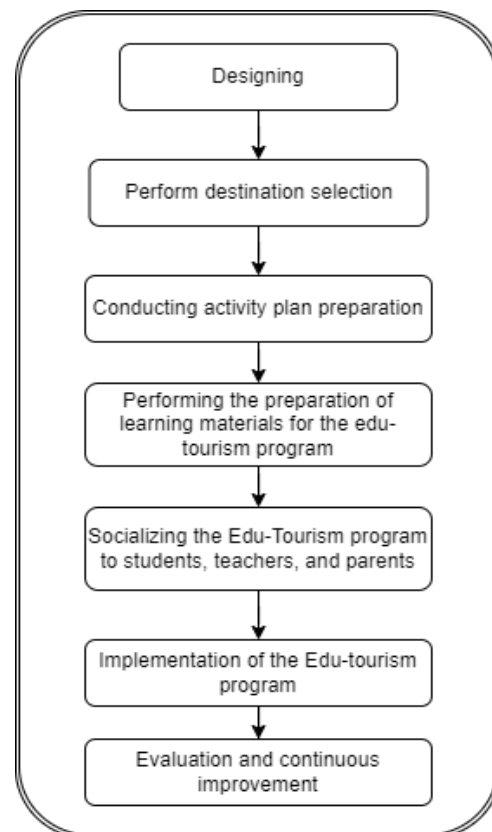 Designing
Perform destination selection
Conducting activity plan preparation
Performing the preparation of
learning materials for the edu-
tourism program
Socializing the Edu-Tourism program
to students, teachers, and parents
Implementation of the Edu-tourism
program
Evaluation and continuous
improvement